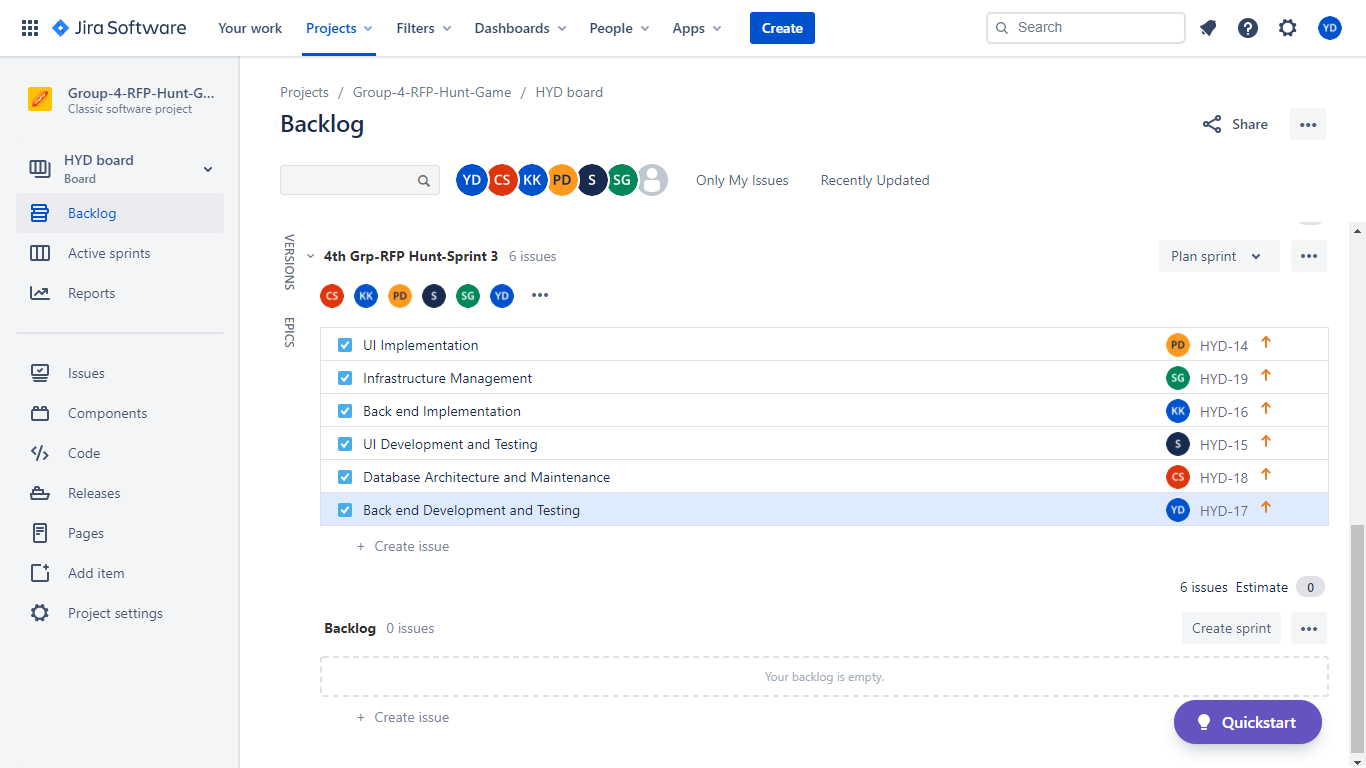 Jira Software Your work Projects Filters Dashboards People Apps Create Search YD
Group-4-RFP-Hunt-G...
Classic software project
HYD board
Board
Backlog
Active sprints
Reports
Issues
Components
Code
Releases
Pages
Add item
Project settings
Projects / Group-4-RFP-Hunt-Game / HYD board
Backlog
Share
YD CS KK PD S SG Only My Issues Recently Updated
VERSIONS
EPICS
4th Grp-RFP Hunt-Sprint 3 6 issues Plan sprint
CS KK PD S SG YD
UI Implementation PD HYD-14
Infrastructure Management SG HYD-19
Back end Implementation KK HYD-16
UI Development and Testing S HYD-15
Database Architecture and Maintenance CS HYD-18
Back end Development and Testing YD HYD-17
+ Create issue
6 issues Estimate 0
Backlog 0 issues Create sprint
Your backlog is empty.
+ Create issue
Quickstart